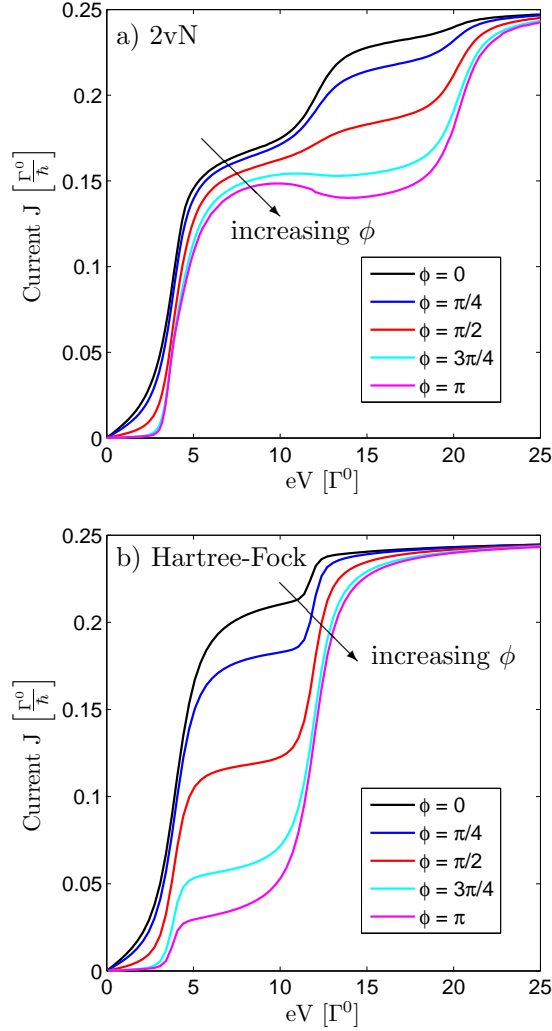 a) 2vN
0.25
0.2
0.15
0.1
0.05
0
Current J [Γ⁰/ħ]
increasing ϕ
ϕ = 0
ϕ = π/4
ϕ = π/2
ϕ = 3π/4
ϕ = π
0 5 10 15 20 25
eV [Γ⁰]
b) Hartree-Fock
0.25
0.2
0.15
0.1
0.05
0
Current J [Γ⁰/ħ]
increasing ϕ
ϕ = 0
ϕ = π/4
ϕ = π/2
ϕ = 3π/4
ϕ = π
0 5 10 15 20 25
eV [Γ⁰]